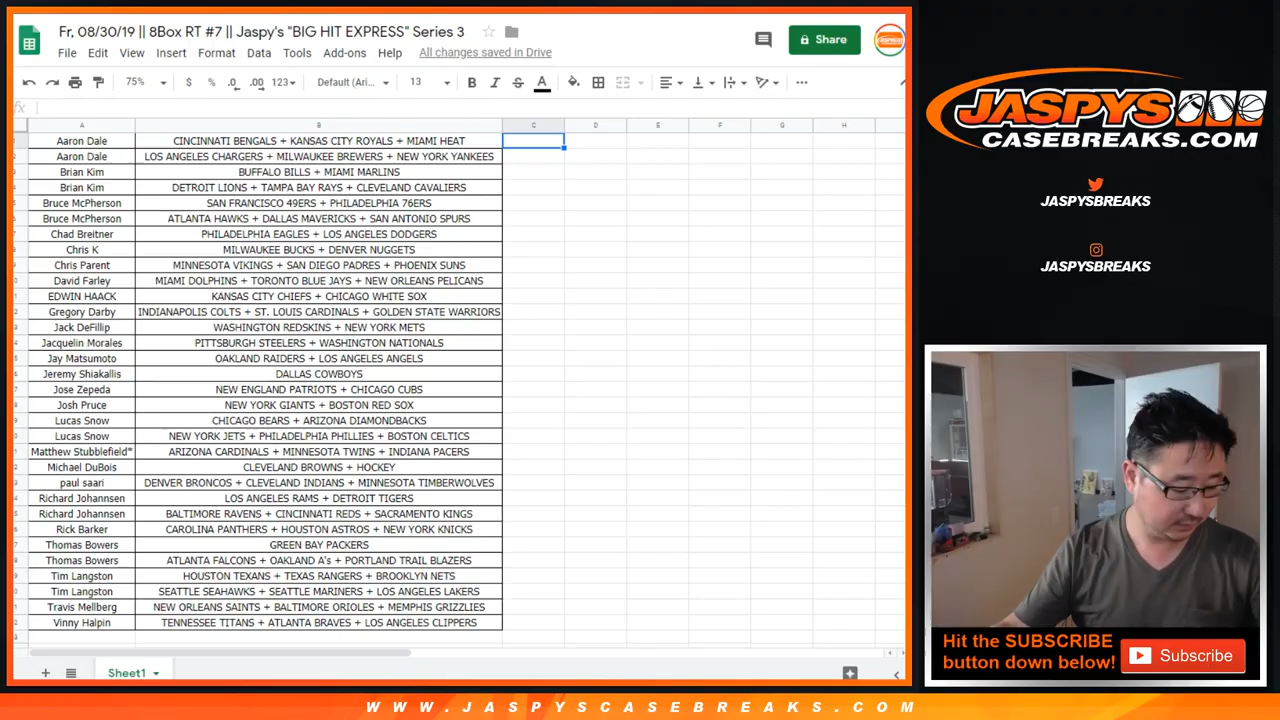 Fr, 08/30/19 || 8Box RT #7 || Jaspy's "BIG HIT EXPRESS" Series 3
File Edit View Insert Format Data Tools Add-ons Help All changes saved in Drive
Share
75% $ % .0 .00 123 Default (Ari... 13 B I S A
fx
A B C D E F G H
Aaron Dale CINCINNATI BENGALS + KANSAS CITY ROYALS + MIAMI HEAT
Aaron Dale LOS ANGELES CHARGERS + MILWAUKEE BREWERS + NEW YORK YANKEES
Brian Kim BUFFALO BILLS + MIAMI MARLINS
Brian Kim DETROIT LIONS + TAMPA BAY RAYS + CLEVELAND CAVALIERS
Bruce McPherson SAN FRANCISCO 49ERS + PHILADELPHIA 76ERS
Bruce McPherson ATLANTA HAWKS + DALLAS MAVERICKS + SAN ANTONIO SPURS
Chad Breitner PHILADELPHIA EAGLES + LOS ANGELES DODGERS
Chris K MILWAUKEE BUCKS + DENVER NUGGETS
Chris Parent MINNESOTA VIKINGS + SAN DIEGO PADRES + PHOENIX SUNS
David Farley MIAMI DOLPHINS + TORONTO BLUE JAYS + NEW ORLEANS PELICANS
EDWIN HAACK KANSAS CITY CHIEFS + CHICAGO WHITE SOX
Gregory Darby INDIANAPOLIS COLTS + ST. LOUIS CARDINALS + GOLDEN STATE WARRIORS
Jack DeFillip WASHINGTON REDSKINS + NEW YORK METS
Jacquelin Morales PITTSBURGH STEELERS + WASHINGTON NATIONALS
Jay Matsumoto OAKLAND RAIDERS + LOS ANGELES ANGELS
Jeremy Shiakallis DALLAS COWBOYS
Jose Zepeda NEW ENGLAND PATRIOTS + CHICAGO CUBS
Josh Pruce NEW YORK GIANTS + BOSTON RED SOX
Lucas Snow CHICAGO BEARS + ARIZONA DIAMONDBACKS
Lucas Snow NEW YORK JETS + PHILADELPHIA PHILLIES + BOSTON CELTICS
Matthew Stubblefield* ARIZONA CARDINALS + MINNESOTA TWINS + INDIANA PACERS
Michael DuBois CLEVELAND BROWNS + HOCKEY
paul saari DENVER BRONCOS + CLEVELAND INDIANS + MINNESOTA TIMBERWOLVES
Richard Johannsen LOS ANGELES RAMS + DETROIT TIGERS
Richard Johannsen BALTIMORE RAVENS + CINCINNATI REDS + SACRAMENTO KINGS
Rick Barker CAROLINA PANTHERS + HOUSTON ASTROS + NEW YORK KNICKS
Thomas Bowers GREEN BAY PACKERS
Thomas Bowers ATLANTA FALCONS + OAKLAND A's + PORTLAND TRAIL BLAZERS
Tim Langston HOUSTON TEXANS + TEXAS RANGERS + BROOKLYN NETS
Tim Langston SEATTLE SEAHAWKS + SEATTLE MARINERS + LOS ANGELES LAKERS
Travis Mellberg NEW ORLEANS SAINTS + BALTIMORE ORIOLES + MEMPHIS GRIZZLIES
Vinny Halpin TENNESSEE TITANS + ATLANTA BRAVES + LOS ANGELES CLIPPERS
Sheet1
JASPYS
CASEBREAKS.COM
JASPYSBREAKS
JASPYSBREAKS
Hit the SUBSCRIBE
button down below!
Subscribe
WWW.JASPYSCASEBREAKS.COM